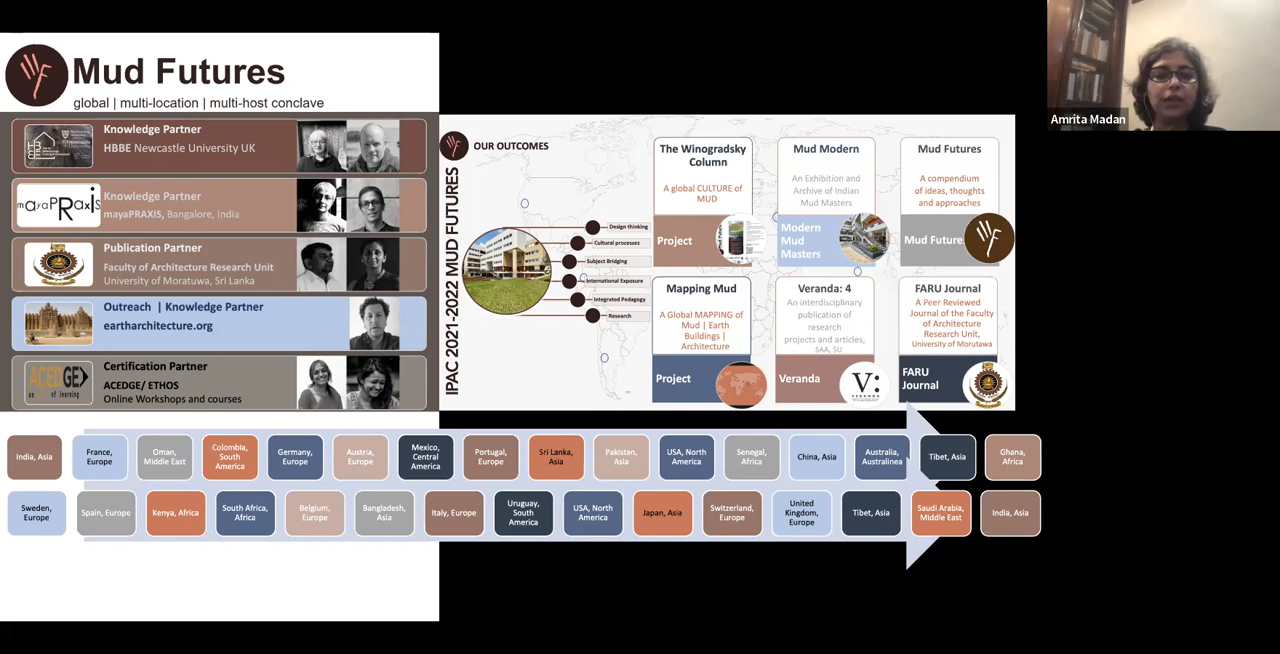 Mud Futures
global | multi-location | multi-host conclave
Knowledge Partner
HBBE Newcastle University UK
HBBE
mayaPRaxis
Knowledge Partner
mayaPRAXIS, Bangalore, India
Publication Partner
Faculty of Architecture Research Unit
University of Moratuwa, Sri Lanka
Outreach | Knowledge Partner
eartharchitecture.org
ACEDGE
of learning
Certification Partner
ACEDGE/ ETHOS
Online Workshops and courses
IPAC 2021-2022 MUD FUTURES
OUR OUTCOMES
Design thinking
Cultural processes
Subject Bridging
International Exposure
Integrated Pedagogy
Research
The Winogradsky
Column
A global CULTURE of
MUD
Project
Mud Modern
An Exhibition and
Archive of Indian
Mud Masters
Modern
Mud
Masters
Mud Futures
A compendium
of ideas, thoughts
and approaches
Mud Future
Mapping Mud
A Global MAPPING of
Mud | Earth
Buildings |
Architecture
Project
Veranda: 4
An interdisciplinary
publication of
research
projects and articles,
SAA, SU
Veranda
V:
VERANDA
FARU Journal
A Peer Reviewed
Journal of the Faculty
of Architecture
Research Unit,
University of Morutawa
FARU
Journal
Amrita Madan
India, Asia
France,
Europe
Oman,
Middle East
Colombia,
South
America
Germany,
Europe
Austria,
Europe
Mexico,
Central
America
Portugal,
Europe
Sri Lanka,
Asia
Pakistan,
Asia
USA, North
America
Senegal,
Africa
China, Asia
Australia,
Australinea
Tibet, Asia
Ghana,
Africa
Sweden,
Europe
Spain, Europe
Kenya, Africa
South Africa,
Africa
Belgium,
Europe
Bangladesh,
Asia
Italy, Europe
Uruguay,
South
America
USA, North
America
Japan, Asia
Switzerland,
Europe
United
Kingdom,
Europe
Tibet, Asia
Saudi Arabia,
Middle East
India, Asia